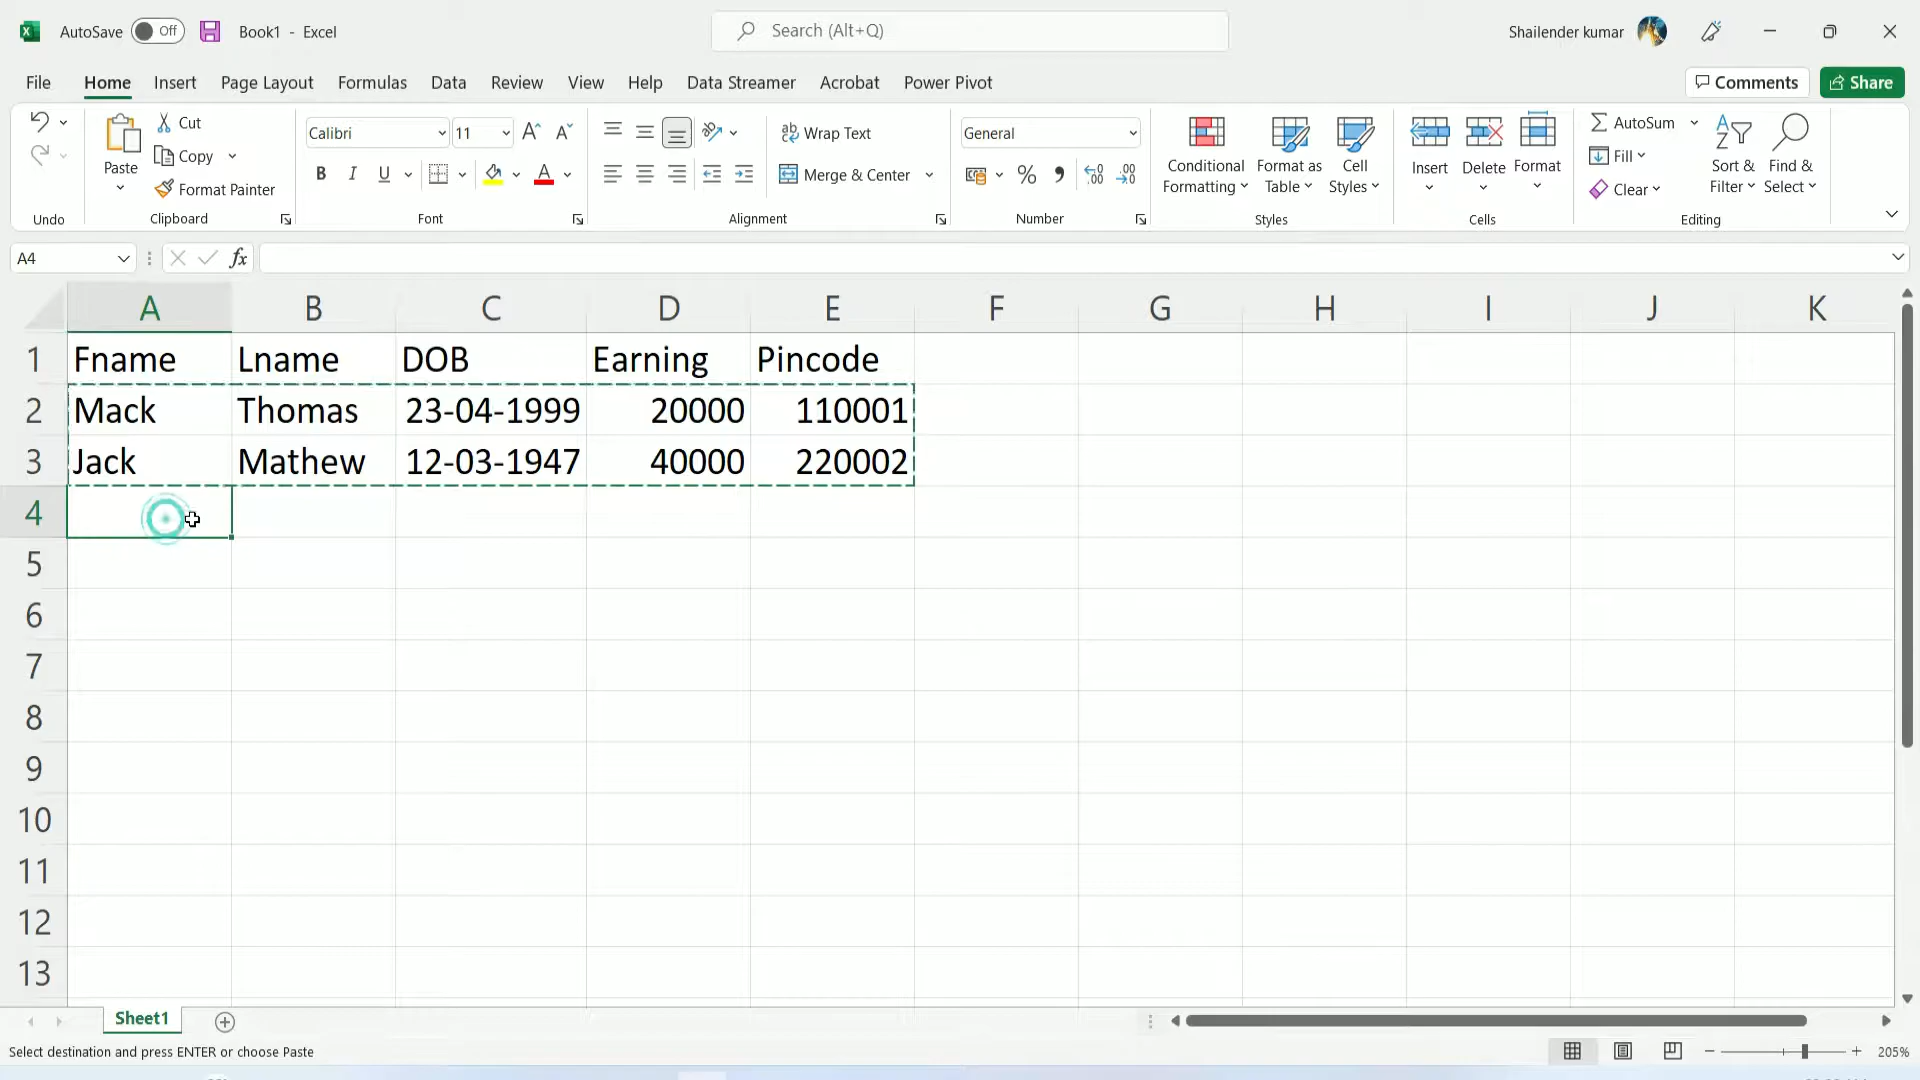 AutoSave Off Book1 - Excel Search (Alt+Q) Shailender kumar
File Home Insert Page Layout Formulas Data Review View Help Data Streamer Acrobat Power Pivot Comments Share
Paste
Cut
Copy
Format Painter
Calibri 11
B I U A
Wrap Text
Merge & Center
General
%
Conditional Formatting
Format as Table
Cell Styles
Insert
Delete
Format
AutoSum
Fill
Clear
Sort & Filter
Find & Select
Undo Clipboard Font Alignment Number Styles Cells Editing
A4 fx
A B C D E F G H I J K
1 Fname Lname DOB Earning Pincode
2 Mack Thomas 23-04-1999 20000 110001
3 Jack Mathew 12-03-1947 40000 220002
4
5
6
7
8
9
10
11
12
13
Sheet1
Select destination and press ENTER or choose Paste 205%